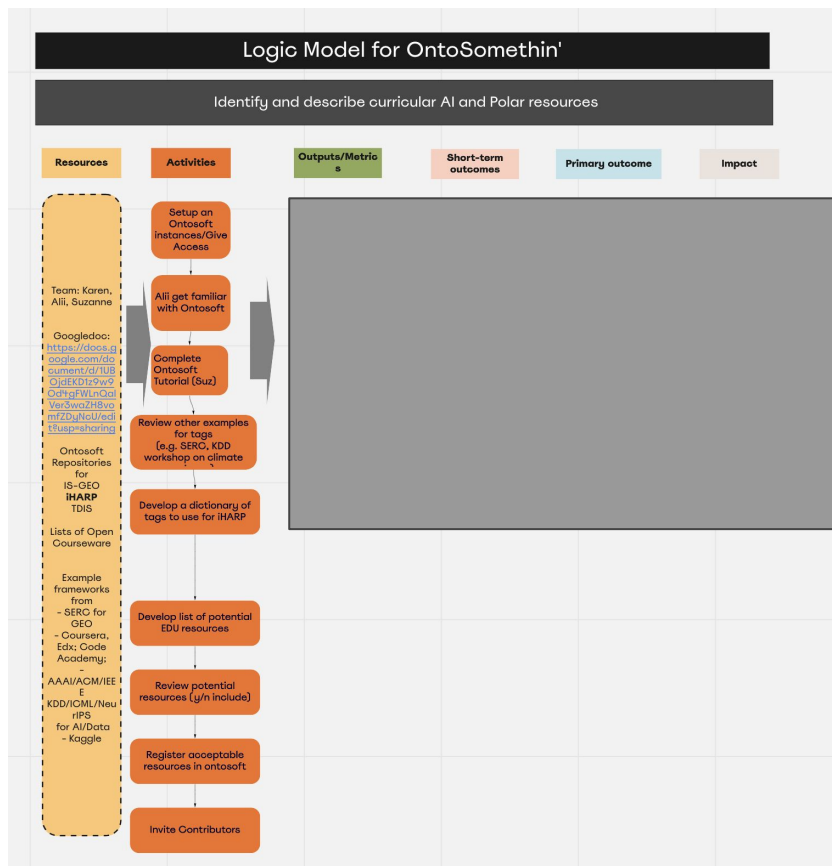 Logic Model for OntoSomethin'
Identify and describe curricular AI and Polar resources
Resources
Activities
Outputs/Metric
s
Short-term
outcomes
Primary outcome
Impact
Team: Karen,
Alii, Suzanne
Googledoc:
https://docs.g
oogle.com/do
cument/d/1UB
OjdEKD1z9w9
Od4gFWLnQal
Ver3waZH8vo
mfZDyNcU/edi
t?usp=sharing
Ontosoft
Repositories
for
IS-GEO
iHARP
TDIS
Lists of Open
Courseware
Example
frameworks
from
- SERC for
GEO
- Coursera,
Edx; Code
Academy;
-
AAAI/ACM/IEE
E
KDD/ICML/Neu
rIPS
for AI/Data
- Kaggle
Setup an
Ontosoft
instances/Give
Access
Alii get familiar
with Ontosoft
Complete
Ontosoft
Tutorial (Suz)
Review other examples
for tags
(e.g. SERC, KDD
workshop on climate
Develop a dictionary of
tags to use for iHARP
Develop list of potential
EDU resources
Review potential
resources (y/n include)
Register acceptable
resources in ontosoft
Invite Contributors